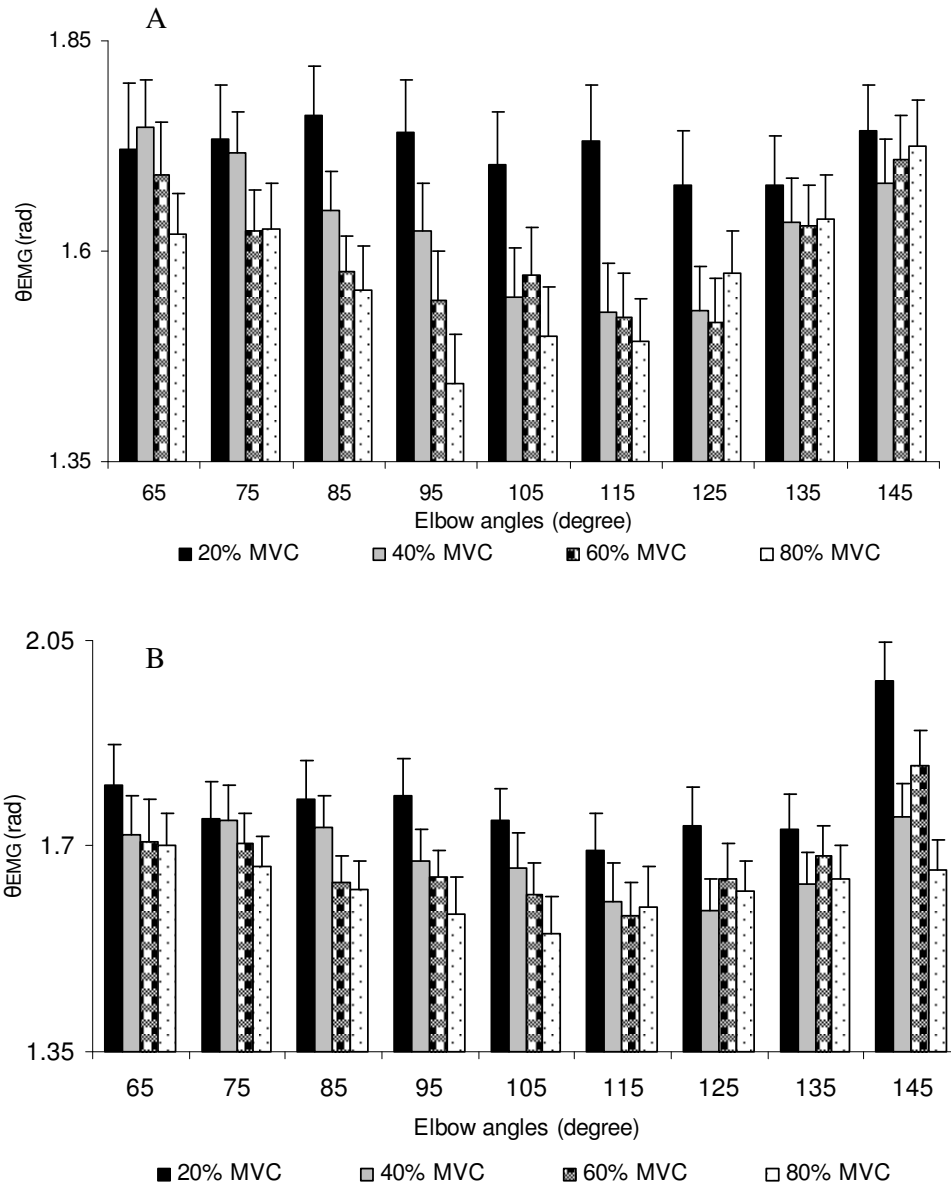 A
1.85
1.6
1.35
θEMG (rad)
65 75 85 95 105 115 125 135 145
Elbow angles (degree)
20% MVC 40% MVC 60% MVC 80% MVC
B
2.05
1.7
1.35
θEMG (rad)
65 75 85 95 105 115 125 135 145
Elbow angles (degree)
20% MVC 40% MVC 60% MVC 80% MVC